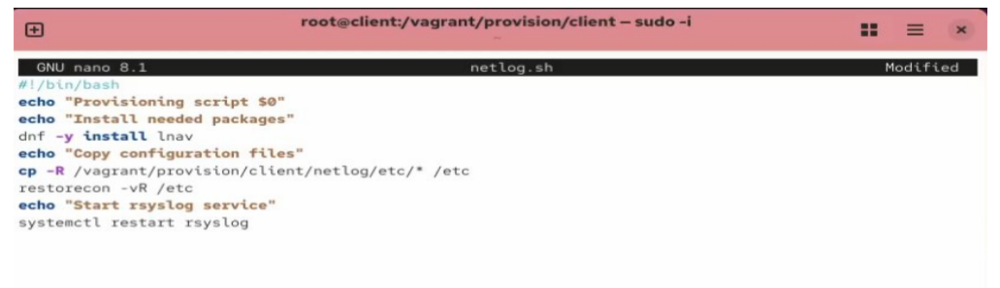 root@client:/vagrant/provision/client — sudo -i
GNU nano 8.1 netlog.sh Modified
#!/bin/bash
echo "Provisioning script $0"
echo "Install needed packages"
dnf -y install lnav
echo "Copy configuration files"
cp -R /vagrant/provision/client/netlog/etc/* /etc
restorecon -vR /etc
echo "Start rsyslog service"
systemctl restart rsyslog